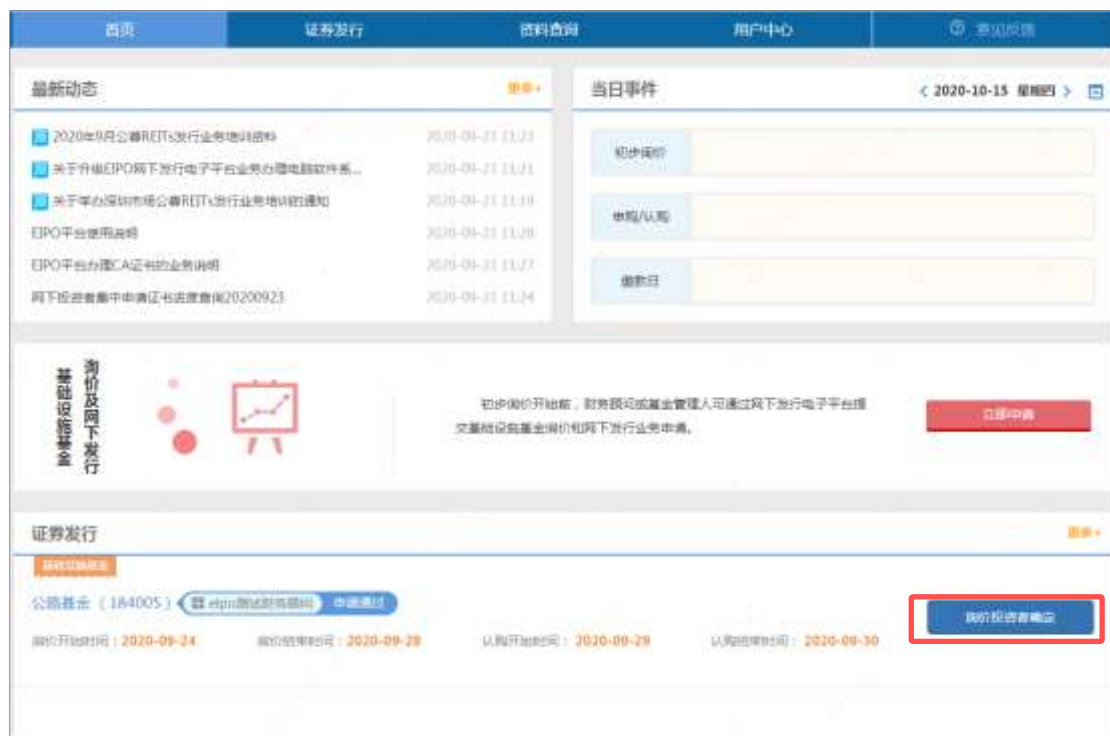 首页 证券发行 资料查询 用户中心 意见反馈
最新动态 更多+
2020年9月公募REITs发行业务培训资料 2020-09-21 11:23
关于升级EIPO网下发行电子平台业务办理电脑软件系... 2020-09-21 11:21
关于举办深圳市场公募REITs发行业务培训的通知 2020-09-21 11:19
EIPO平台使用说明 2020-09-21 11:28
EIPO平台办理CA证书的业务说明 2020-09-21 11:27
网下投资者集中申请证书进度查询20200923 2020-09-21 11:24
当日事件 < 2020-10-15 星期四 >
初步询价
申购/认购
缴款日
基础设施基金
询价及网下发行
初步询价开始前，财务顾问或基金管理人可通过网下发行电子平台提
交基础设施基金询价和网下发行业务申请。
立即申请
证券发行 更多+
基础设施基金
公路基金（184005） eipo测试财务顾问 申请通过
询价开始时间：2020-09-24 询价结束时间：2020-09-28 认购开始时间：2020-09-29 认购结束时间：2020-09-30
询价投资者确定